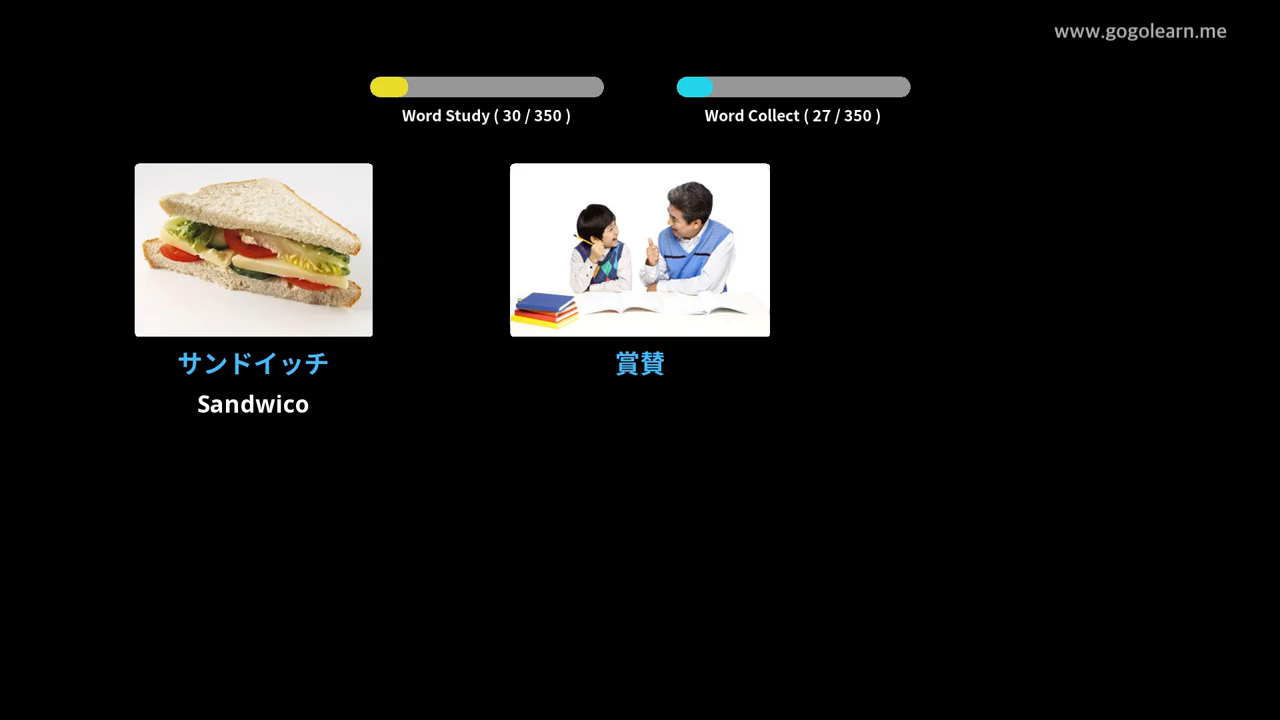 www.gogolearn.me
Word Study ( 30 / 350 )
Word Collect ( 27 / 350 )
サンドイッチ
Sandwico
賞賛